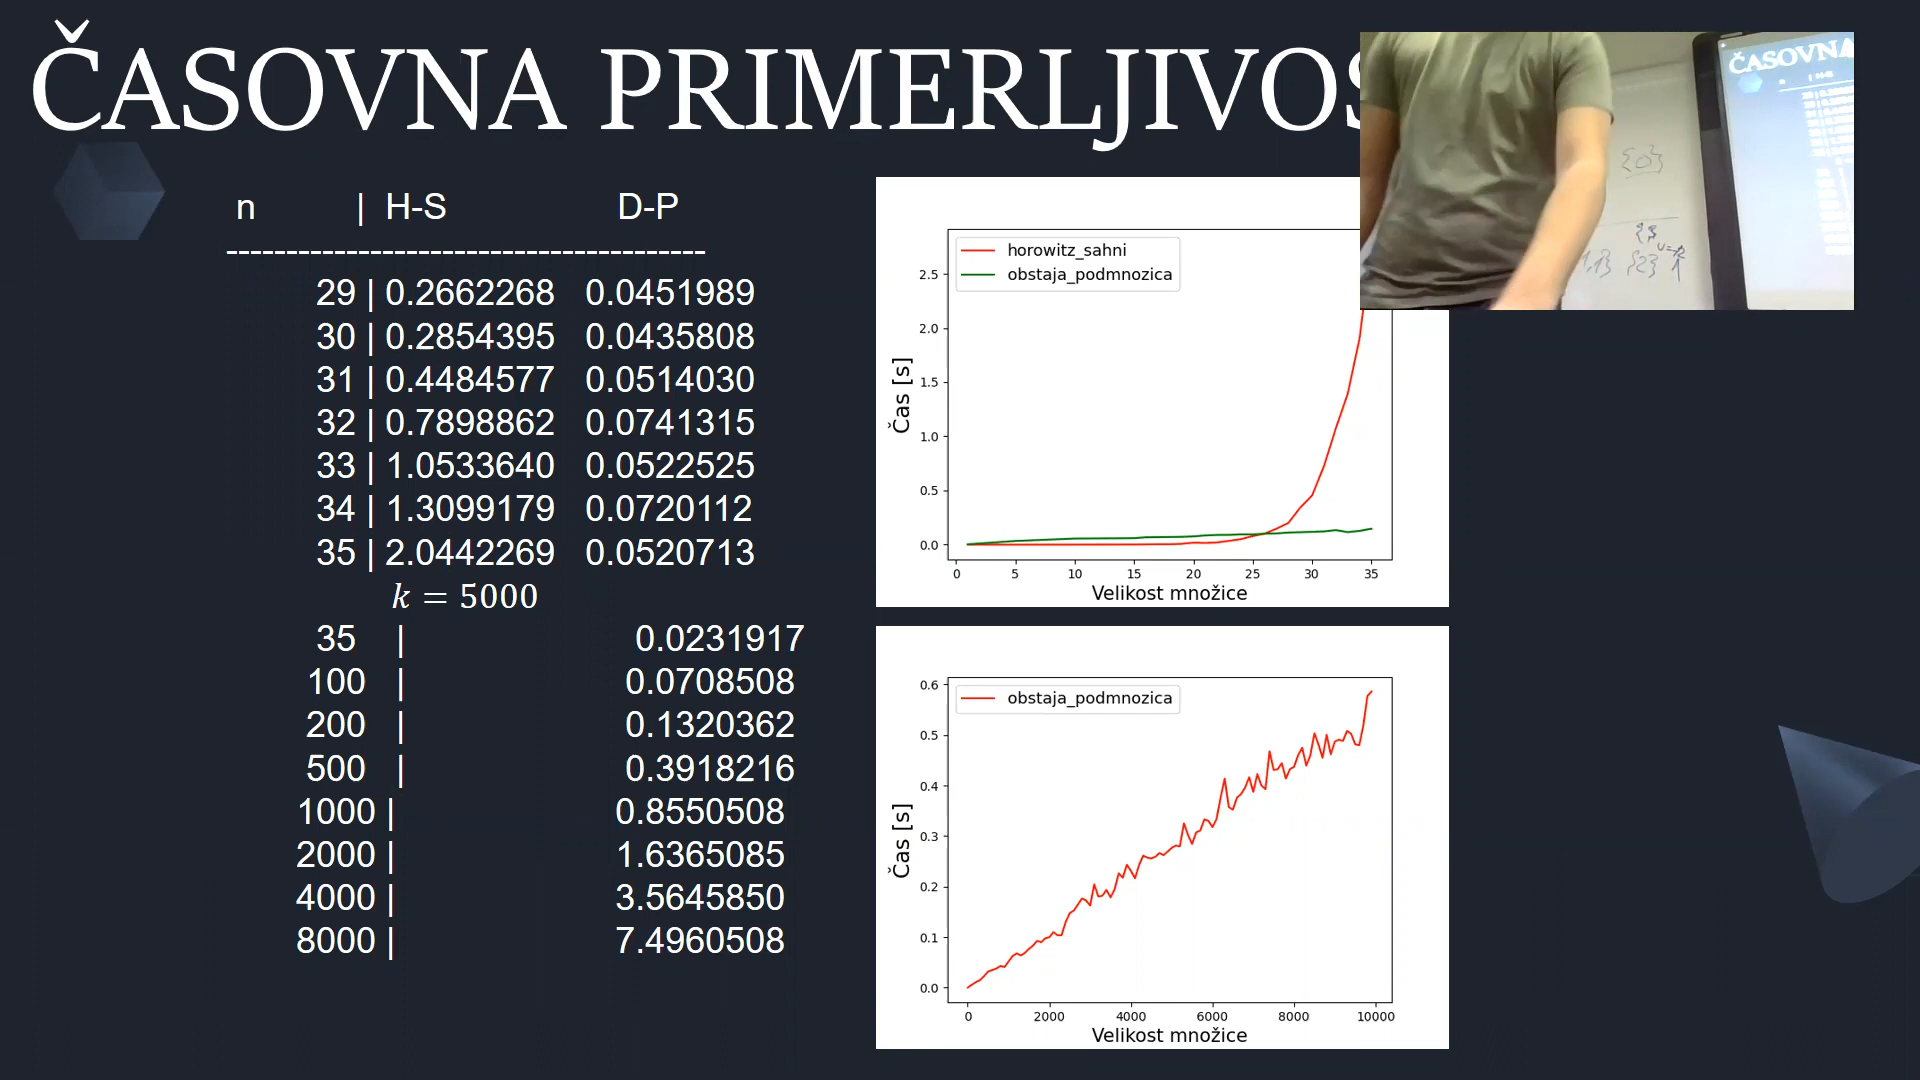 ČASOVNA PRIMERLJIVOS
n | H-S D-P
----------------------------------------
29 | 0.2662268 0.0451989
30 | 0.2854395 0.0435808
31 | 0.4484577 0.0514030
32 | 0.7898862 0.0741315
33 | 1.0533640 0.0522525
34 | 1.3099179 0.0720112
35 | 2.0442269 0.0520713
k = 5000
35 | 0.0231917
100 | 0.0708508
200 | 0.1320362
500 | 0.3918216
1000 | 0.8550508
2000 | 1.6365085
4000 | 3.5645850
8000 | 7.4960508
horowitz_sahni
obstaja_podmnozica
2.5
2.0
1.5
1.0
0.5
0.0
Čas [s]
0 5 10 15 20 25 30 35
Velikost množice
obstaja_podmnozica
0.6
0.5
0.4
0.3
0.2
0.1
0.0
Čas [s]
0 2000 4000 6000 8000 10000
Velikost množice
ČASOVNA
{0}